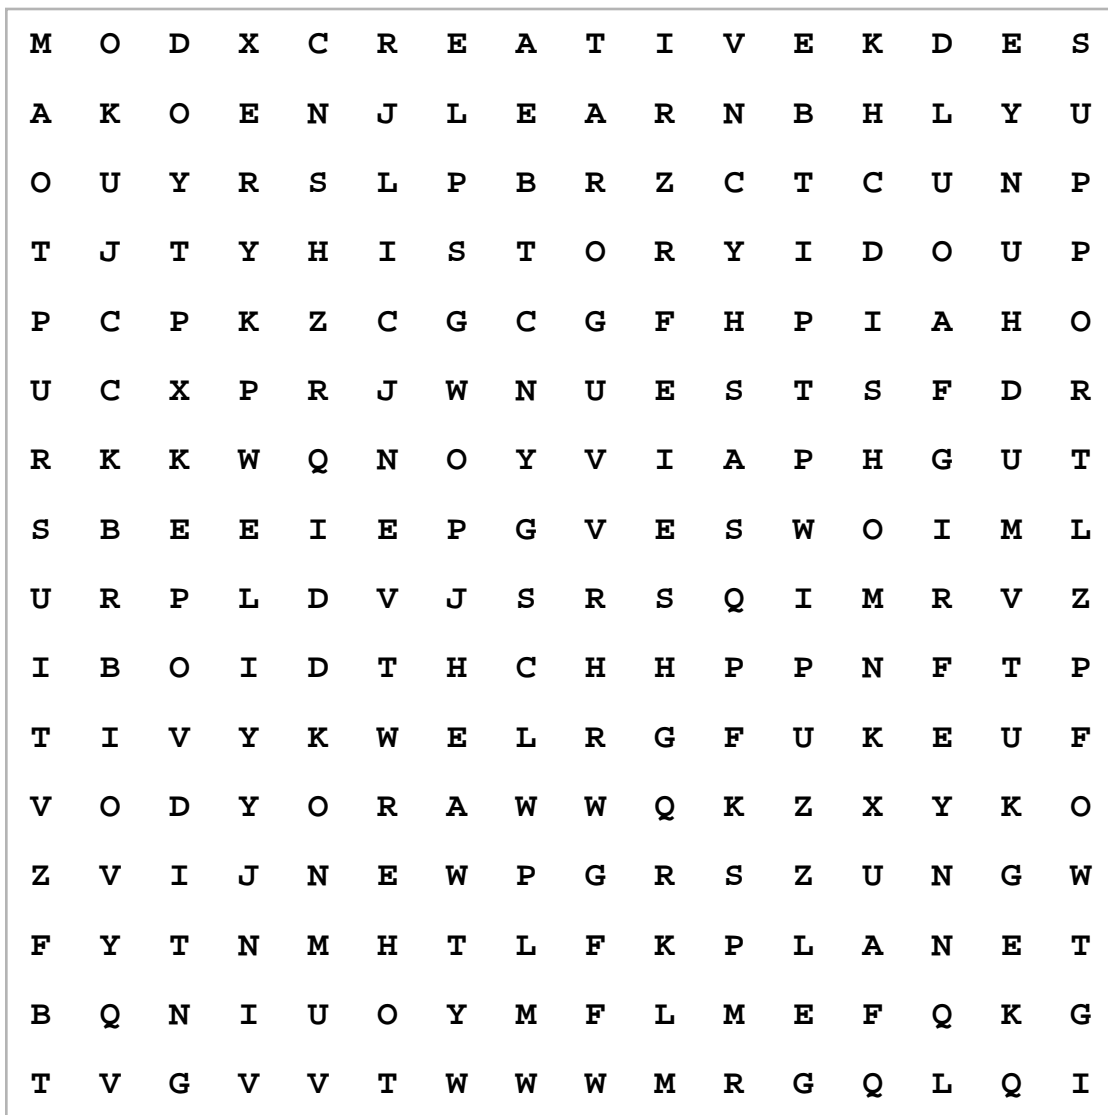 M O D X C R E A T I V E K D E S
A K O E N J L E A R N B H L Y U
O U Y R S L P B R Z C T C U N P
T J T Y H I S T O R Y I D O U P
P C P K Z C G C G F H P I A H O
U C X P R J W N U E S T S F D R
R K K W Q N O Y V I A P H G U T
S B E E I E P G V E S W O I M L
U R P L D V J S R S Q I M R V Z
I B O I D T H C H H P P N F T P
T I V Y K W E L R G F U K E U F
V O D Y O R A W W Q K Z X Y K O
Z V I J N E W P G R S Z U N G W
F Y T N M H T L F K P L A N E T
B Q N I U O Y M F L M E F Q K G
T V G V V T W W W M R G Q L Q I